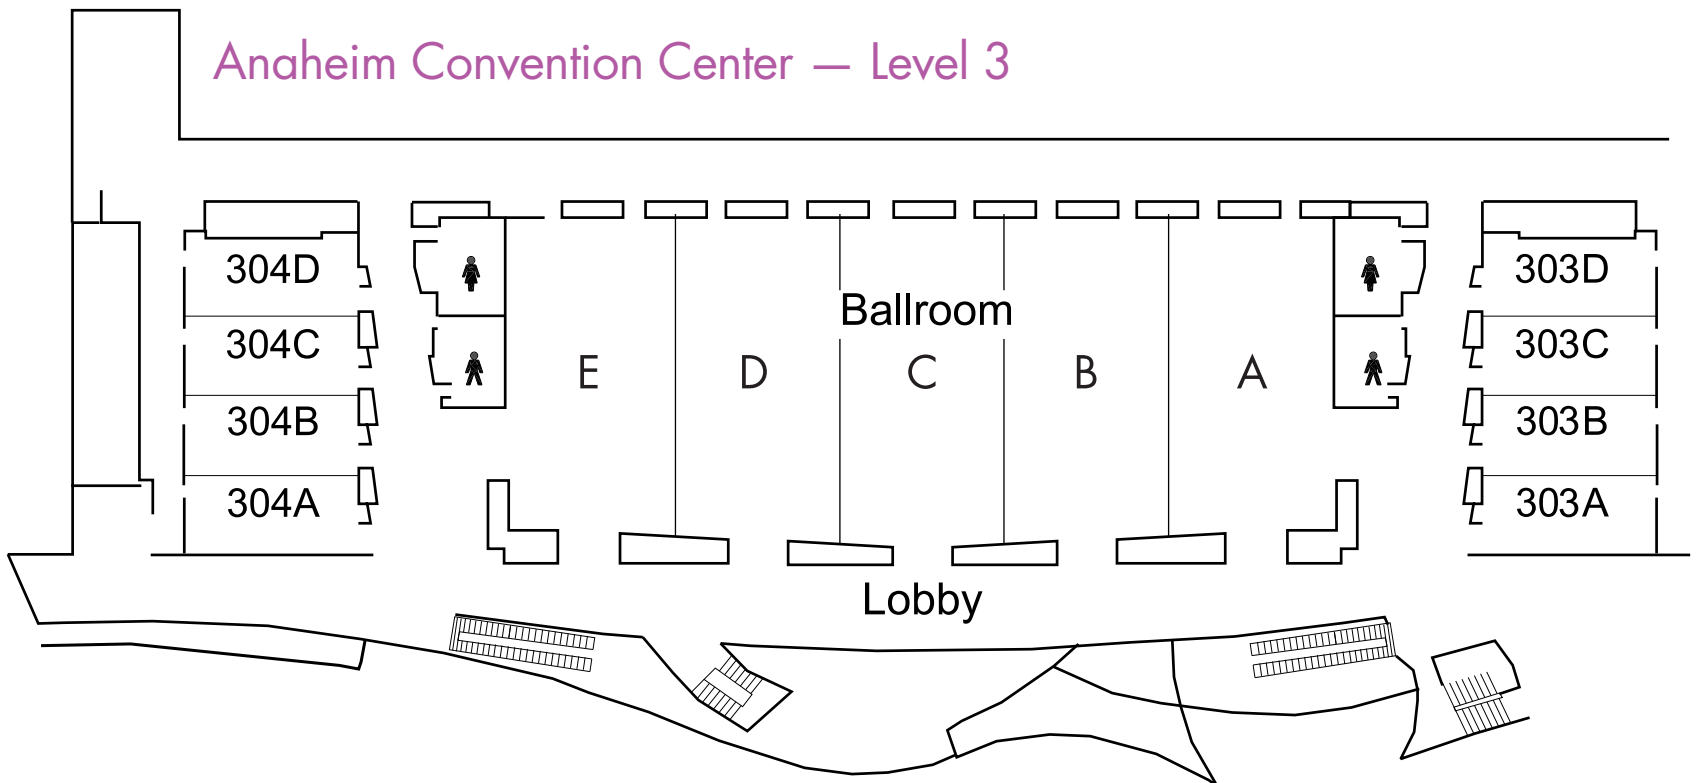 Anaheim Convention Center — Level 3
304D
303D
Ballroom
304C
303C
E
D
C
B
A
304B
303B
304A
303A
Lobby